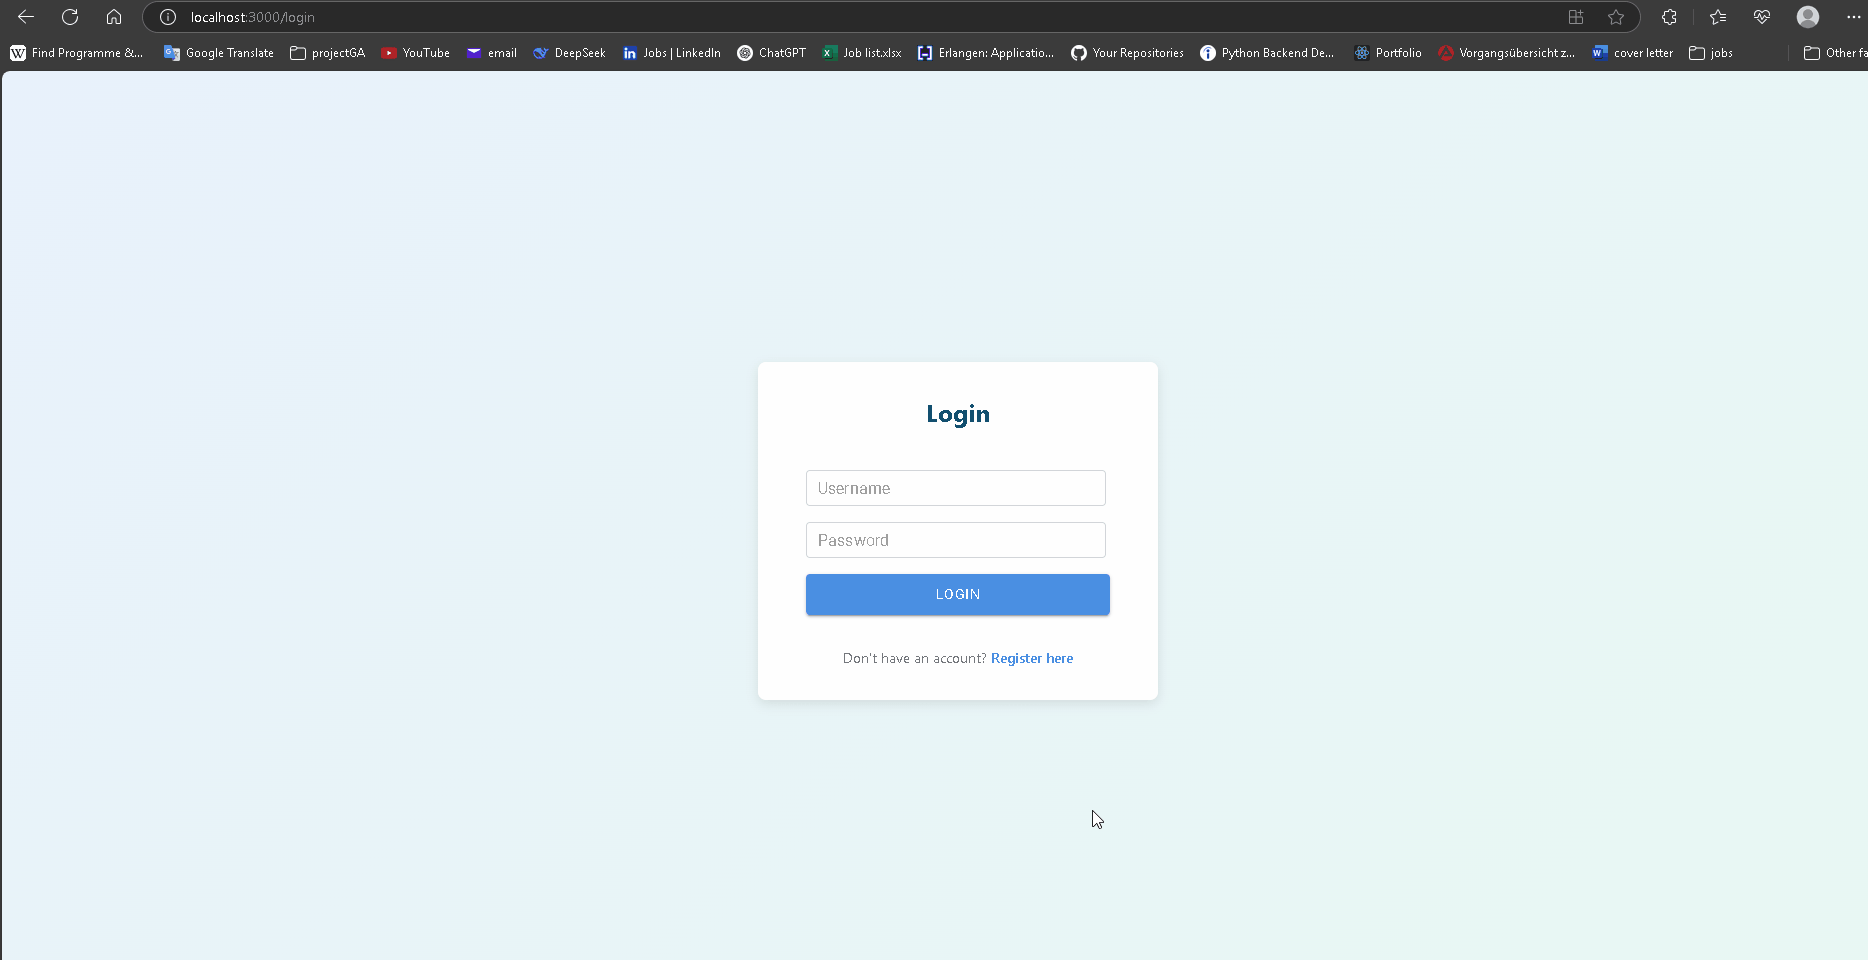 localhost:3000/login
Find Programme &... Google Translate projectGA YouTube email DeepSeek Jobs | LinkedIn ChatGPT Job list.xlsx Erlangen: Applicatio... Your Repositories Python Backend De... Portfolio Vorgangsübersicht z... cover letter jobs Other fa
Login
Username
Password
LOGIN
Don't have an account? Register here